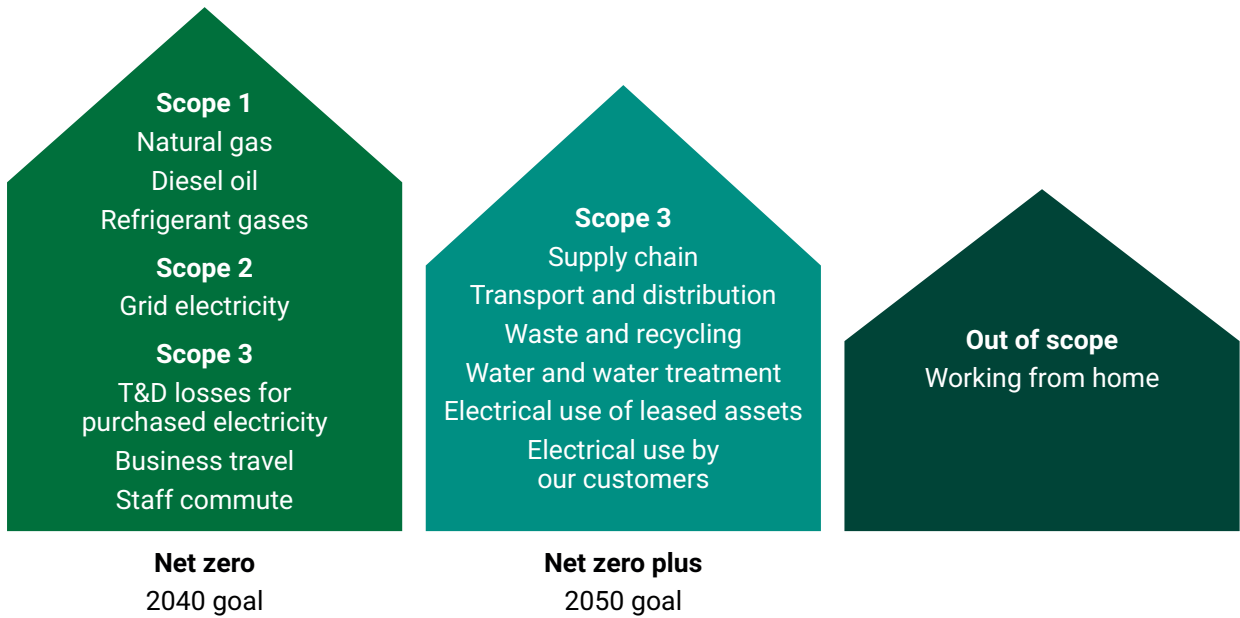 Scope 1
Natural gas
Diesel oil
Refrigerant gases
Scope 2
Grid electricity
Scope 3
T&D losses for
purchased electricity
Business travel
Staff commute
Net zero
2040 goal
Scope 3
Supply chain
Transport and distribution
Waste and recycling
Water and water treatment
Electrical use of leased assets
Electrical use by
our customers
Net zero plus
2050 goal
Out of scope
Working from home